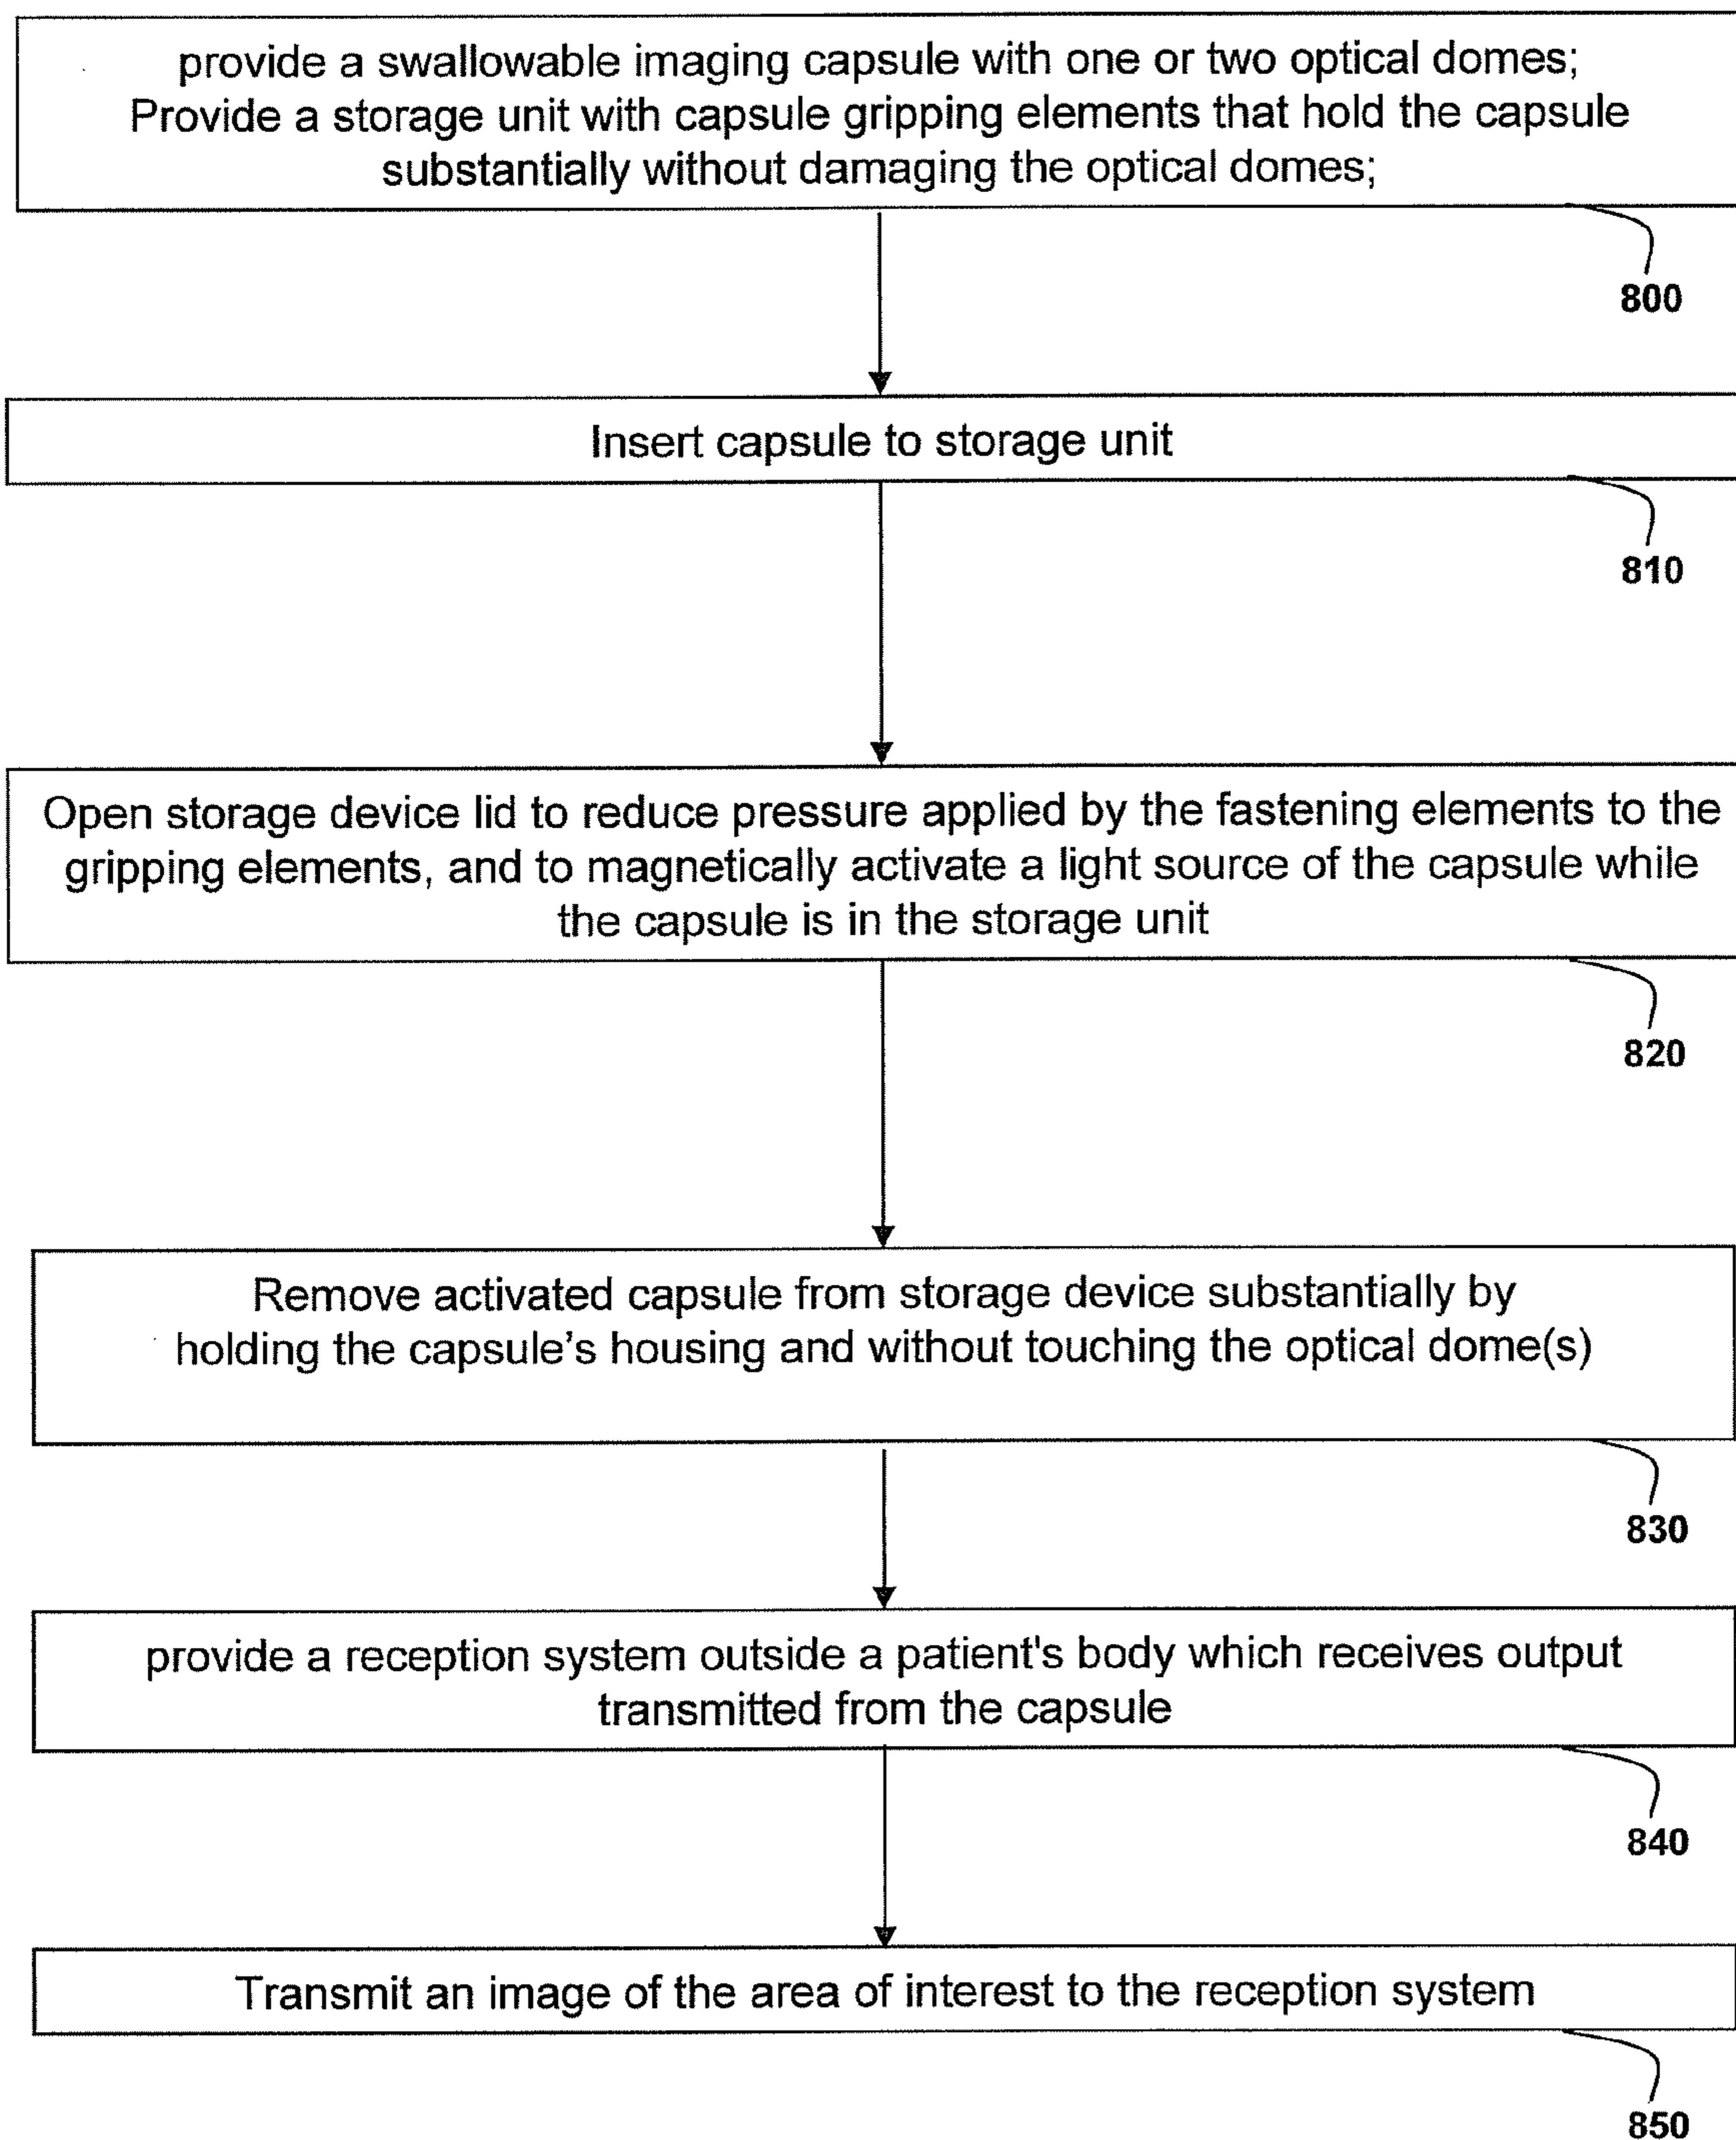 provide a swallowable imaging capsule with one or two optical domes;
Provide a storage unit with capsule gripping elements that hold the capsule
substantially without damaging the optical domes;
800
Insert capsule to storage unit
810
Open storage device lid to reduce pressure applied by the fastening elements to the
gripping elements, and to magnetically activate a light source of the capsule while
the capsule is in the storage unit
820
Remove activated capsule from storage device substantially by
holding the capsule’s housing and without touching the optical dome(s)
830
provide a reception system outside a patient's body which receives output
transmitted from the capsule
840
Transmit an image of the area of interest to the reception system
850